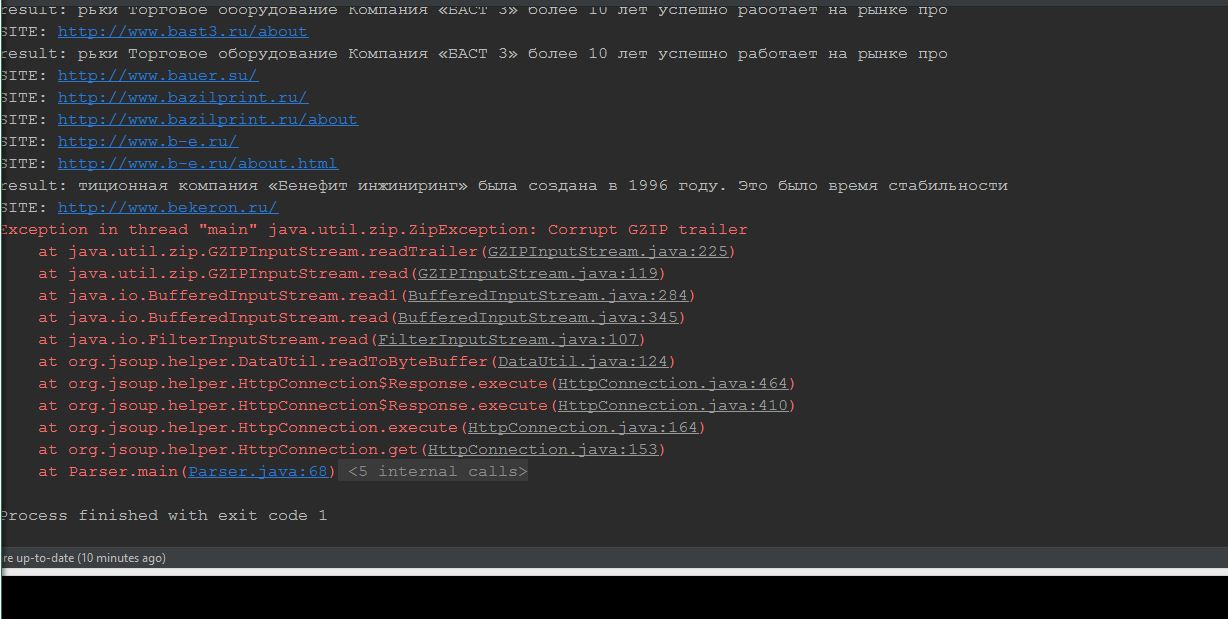 result: рьки Торговое оборудование Компания «БАСТ 3» более 10 лет успешно работает на рынке про
SITE: http://www.bast3.ru/about
result: рьки Торговое оборудование Компания «БАСТ 3» более 10 лет успешно работает на рынке про
SITE: http://www.bauer.su/
SITE: http://www.bazilprint.ru/
SITE: http://www.bazilprint.ru/about
SITE: http://www.b-e.ru/
SITE: http://www.b-e.ru/about.html
result: тиционная компания «Бенефит инжиниринг» была создана в 1996 году. Это было время стабильности
SITE: http://www.bekeron.ru/
Exception in thread "main" java.util.zip.ZipException: Corrupt GZIP trailer
at java.util.zip.GZIPInputStream.readTrailer(GZIPInputStream.java:225)
at java.util.zip.GZIPInputStream.read(GZIPInputStream.java:119)
at java.io.BufferedInputStream.read1(BufferedInputStream.java:284)
at java.io.BufferedInputStream.read(BufferedInputStream.java:345)
at java.io.FilterInputStream.read(FilterInputStream.java:107)
at org.jsoup.helper.DataUtil.readToByteBuffer(DataUtil.java:124)
at org.jsoup.helper.HttpConnection$Response.execute(HttpConnection.java:464)
at org.jsoup.helper.HttpConnection$Response.execute(HttpConnection.java:410)
at org.jsoup.helper.HttpConnection.execute(HttpConnection.java:164)
at org.jsoup.helper.HttpConnection.get(HttpConnection.java:153)
at Parser.main(Parser.java:68) <5 internal calls>
Process finished with exit code 1
re up-to-date (10 minutes ago)